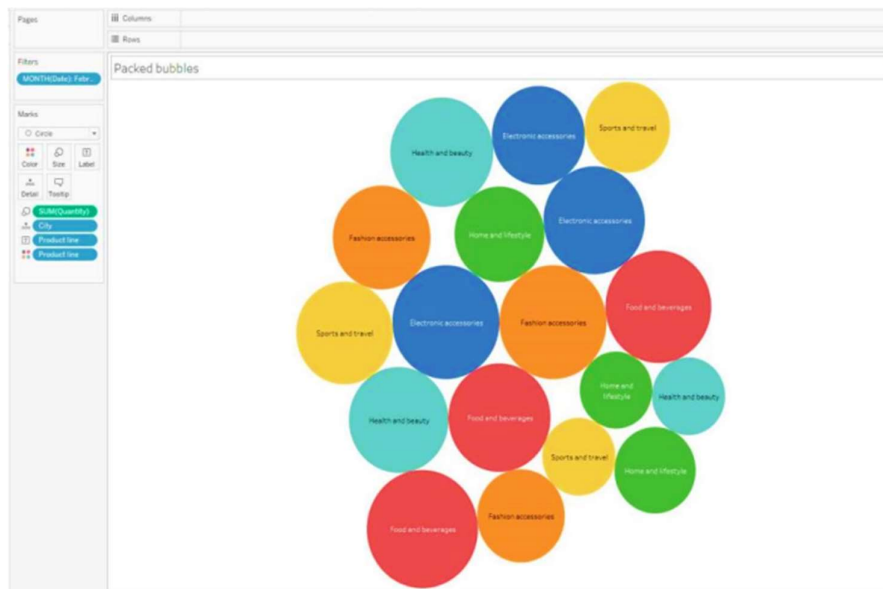 Pages
Columns
Rows
Filters
MONTH(Date): Febr..
Packed bubbles
Marks
Circle
Color
Size
Label
Detail
Tooltip
SUM(Quantity)
City
Product line
Product line
Electronic accessories
Sports and travel
Health and beauty
Electronic accessories
Home and lifestyle
Fashion accessories
Food and beverages
Electronic accessories
Fashion accessories
Sports and travel
Home and
lifestyle
Health and beauty
Health and beauty
Food and beverages
Sports and travel
Home and lifestyle
Fashion accessories
Food and beverages